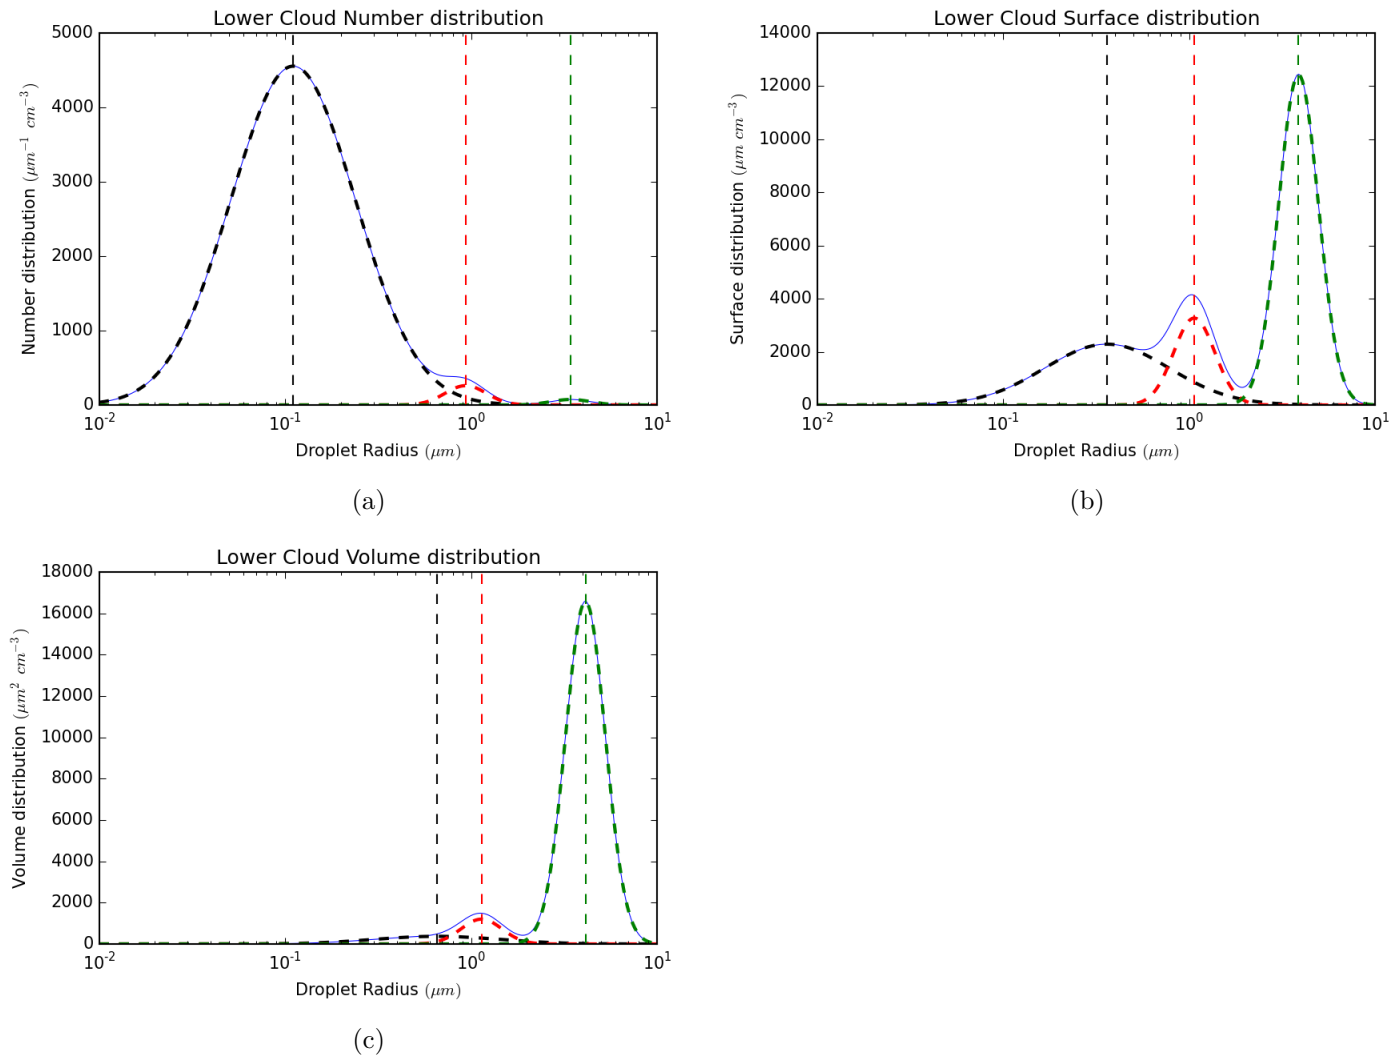 Lower Cloud Number distribution
5000
4000
3000
2000
1000
0
Number distribution (μm⁻¹ cm⁻³)
10⁻² 10⁻¹ 10⁰ 10¹
Droplet Radius (μm)
(a)
Lower Cloud Surface distribution
14000
12000
10000
8000
6000
4000
2000
0
Surface distribution (μm cm⁻³)
10⁻² 10⁻¹ 10⁰ 10¹
Droplet Radius (μm)
(b)
Lower Cloud Volume distribution
18000
16000
14000
12000
10000
8000
6000
4000
2000
0
Volume distribution (μm² cm⁻³)
10⁻² 10⁻¹ 10⁰ 10¹
Droplet Radius (μm)
(c)